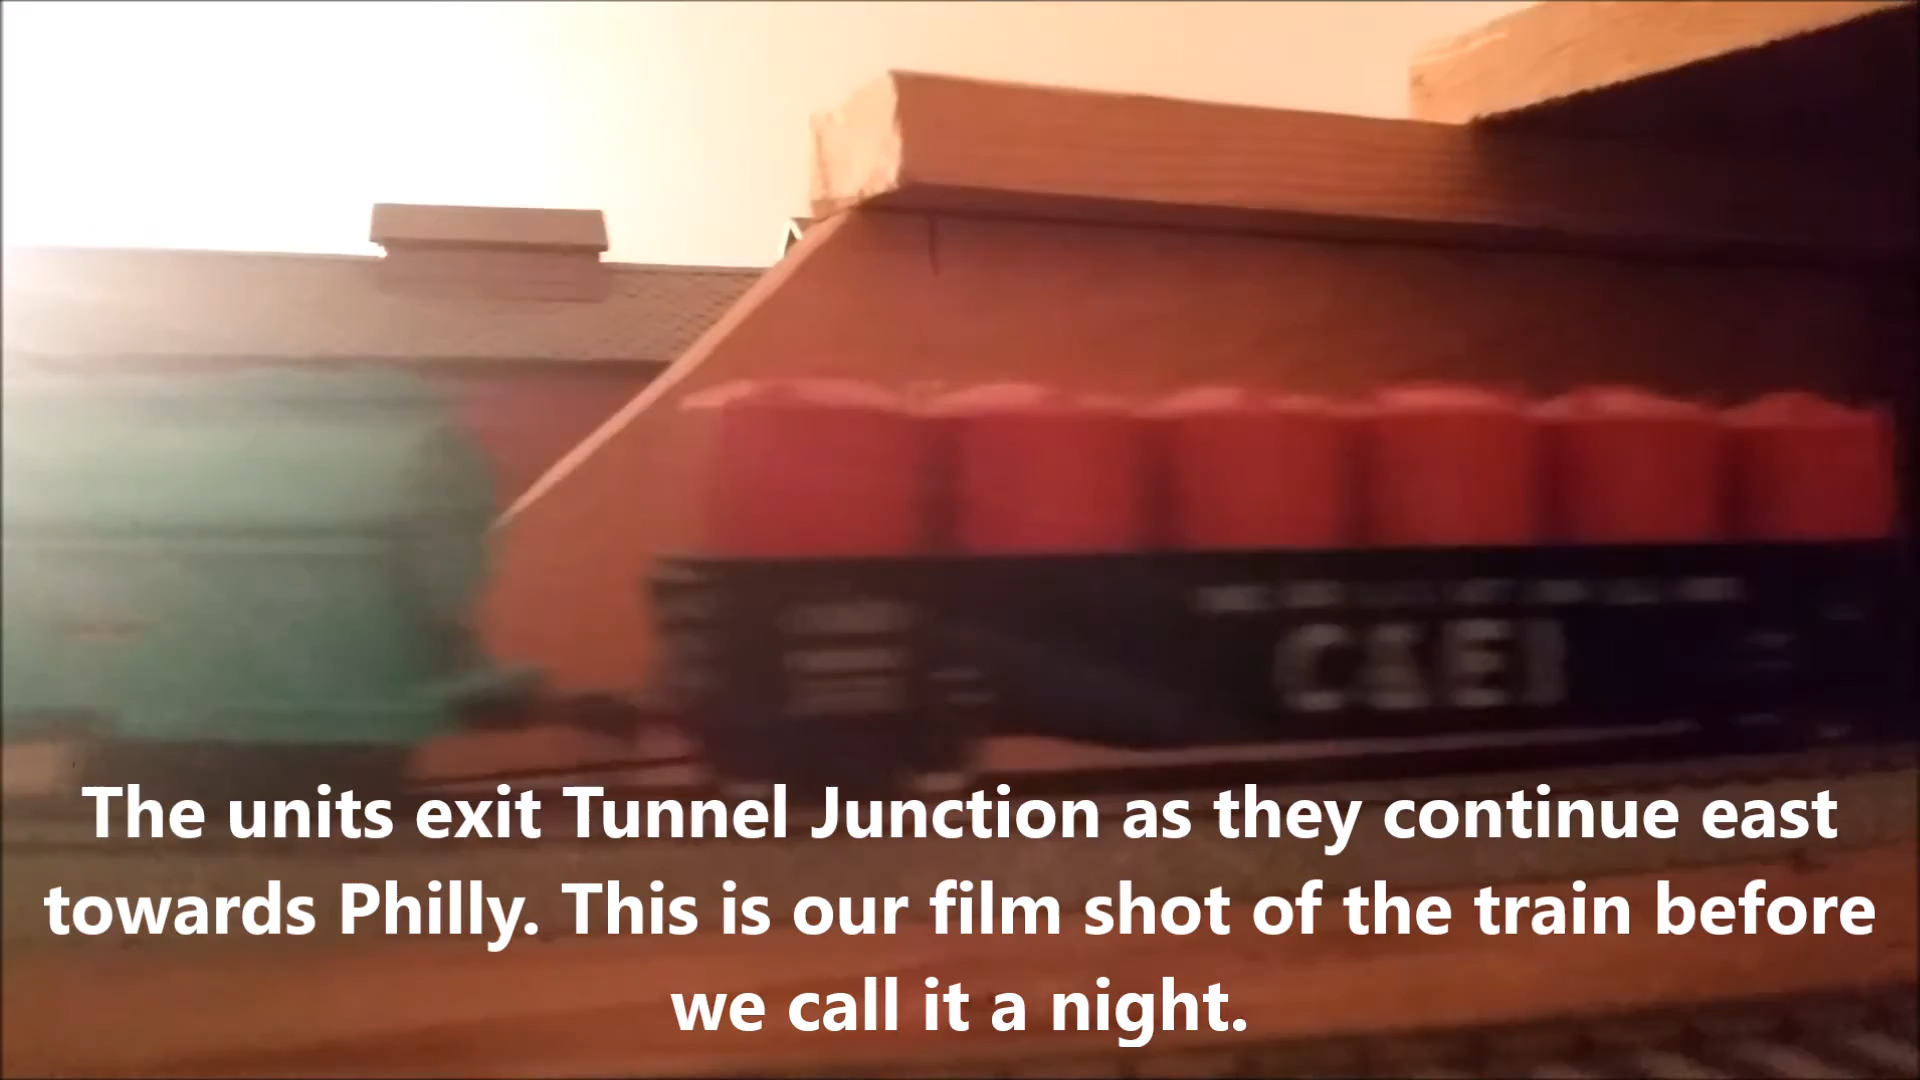 C&EI
The units exit Tunnel Junction as they continue east
towards Philly. This is our film shot of the train before
we call it a night.